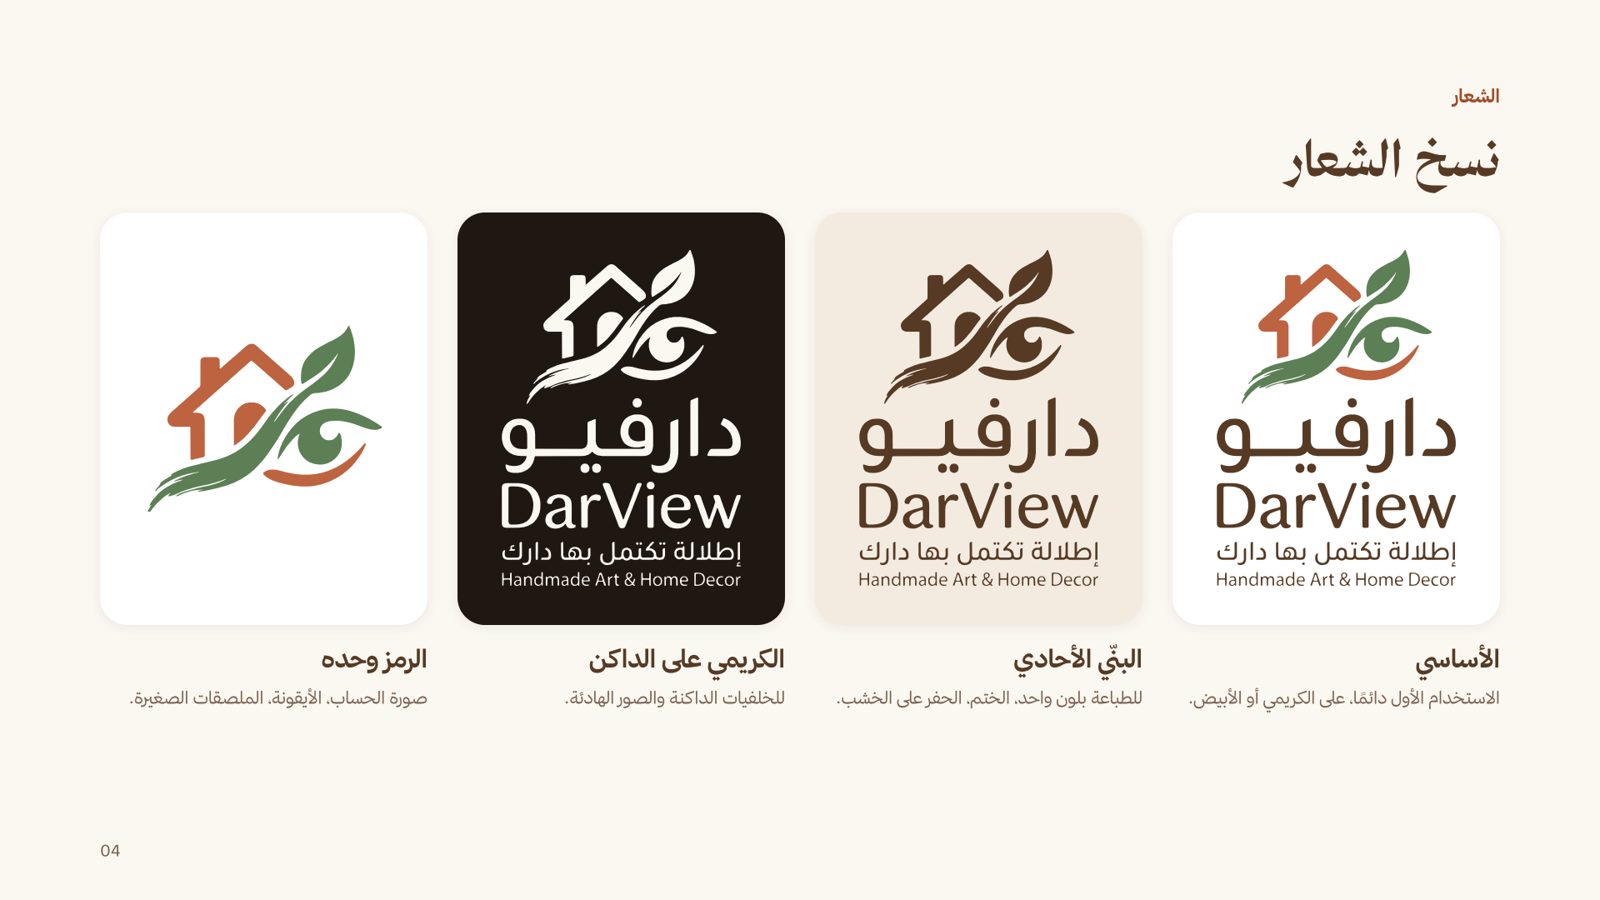 الشعار
نسخ الشعار
دارفيـو
DarView
إطلالة تكتمل بها دارك
Handmade Art & Home Decor
الأساسي
الاستخدام الأول دائمًا، على الكريمي أو الأبيض.
دارفيـو
DarView
إطلالة تكتمل بها دارك
Handmade Art & Home Decor
البنّي الأحادي
للطباعة بلون واحد، الختم، الحفر على الخشب.
دارفيـو
DarView
إطلالة تكتمل بها دارك
Handmade Art & Home Decor
الكريمي على الداكن
للخلفيات الداكنة والصور الهادئة.
الرمز وحده
صورة الحساب، الأيقونة، الملصقات الصغيرة.
04